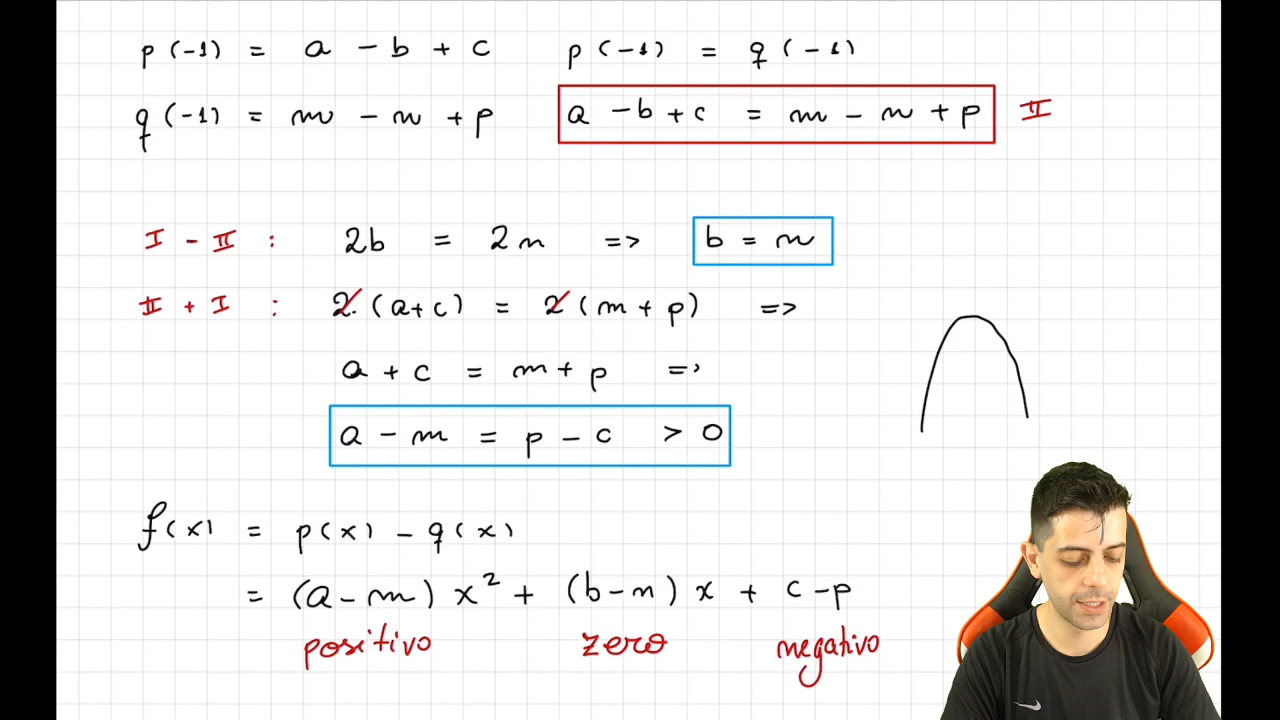 p(-1) = a - b + c p(-1) = q(-1)
q(-1) = m - n + p a - b + c = m - n + p II
I - II : 2b = 2n => b = n
II + I : 2·(a+c) = 2(m + p) =>
a + c = m + p =>
a - m = p - c > 0
f(x) = p(x) - q(x)
= (a - m) x² + (b - n) x + c - p
positivo zero negativo